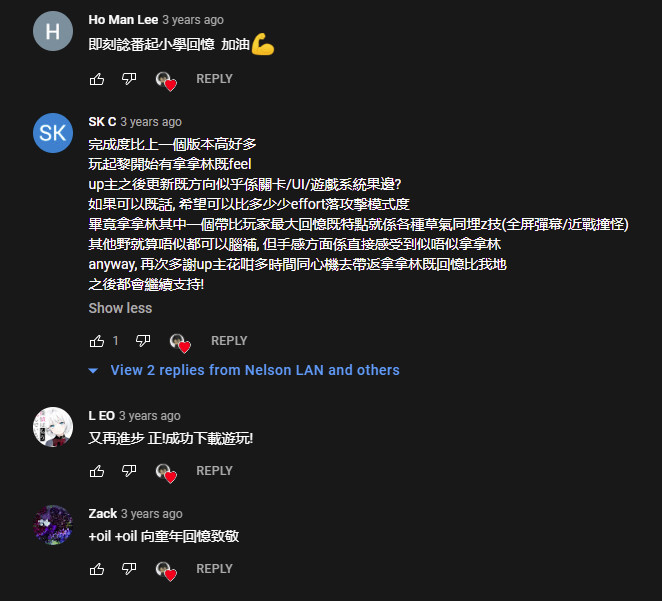 H
Ho Man Lee 3 years ago
即刻諗番起小學回憶 加油💪
REPLY
SK
SK C 3 years ago
完成度比上一個版本高好多
玩起黎開始有拿拿林既feel
up主之後更新既方向似乎係關卡/UI/遊戲系統果邊?
如果可以既話, 希望可以比多少少effort落攻擊模式度
畢竟拿拿林其中一個帶比玩家最大回憶既特點就係各種草氣同埋z技(全屏彈幕/近戰撞怪)
其他野就算唔似都可以腦補, 但手感方面係直接感受到似唔似拿拿林
anyway, 再次多謝up主花咁多時間同心機去帶返拿拿林既回憶比我地
之後都會繼續支持!
Show less
1
REPLY
View 2 replies from Nelson LAN and others
L EO 3 years ago
又再進步 正!成功下載遊玩!
REPLY
Zack 3 years ago
+oil +oil 向童年回憶致敬
REPLY